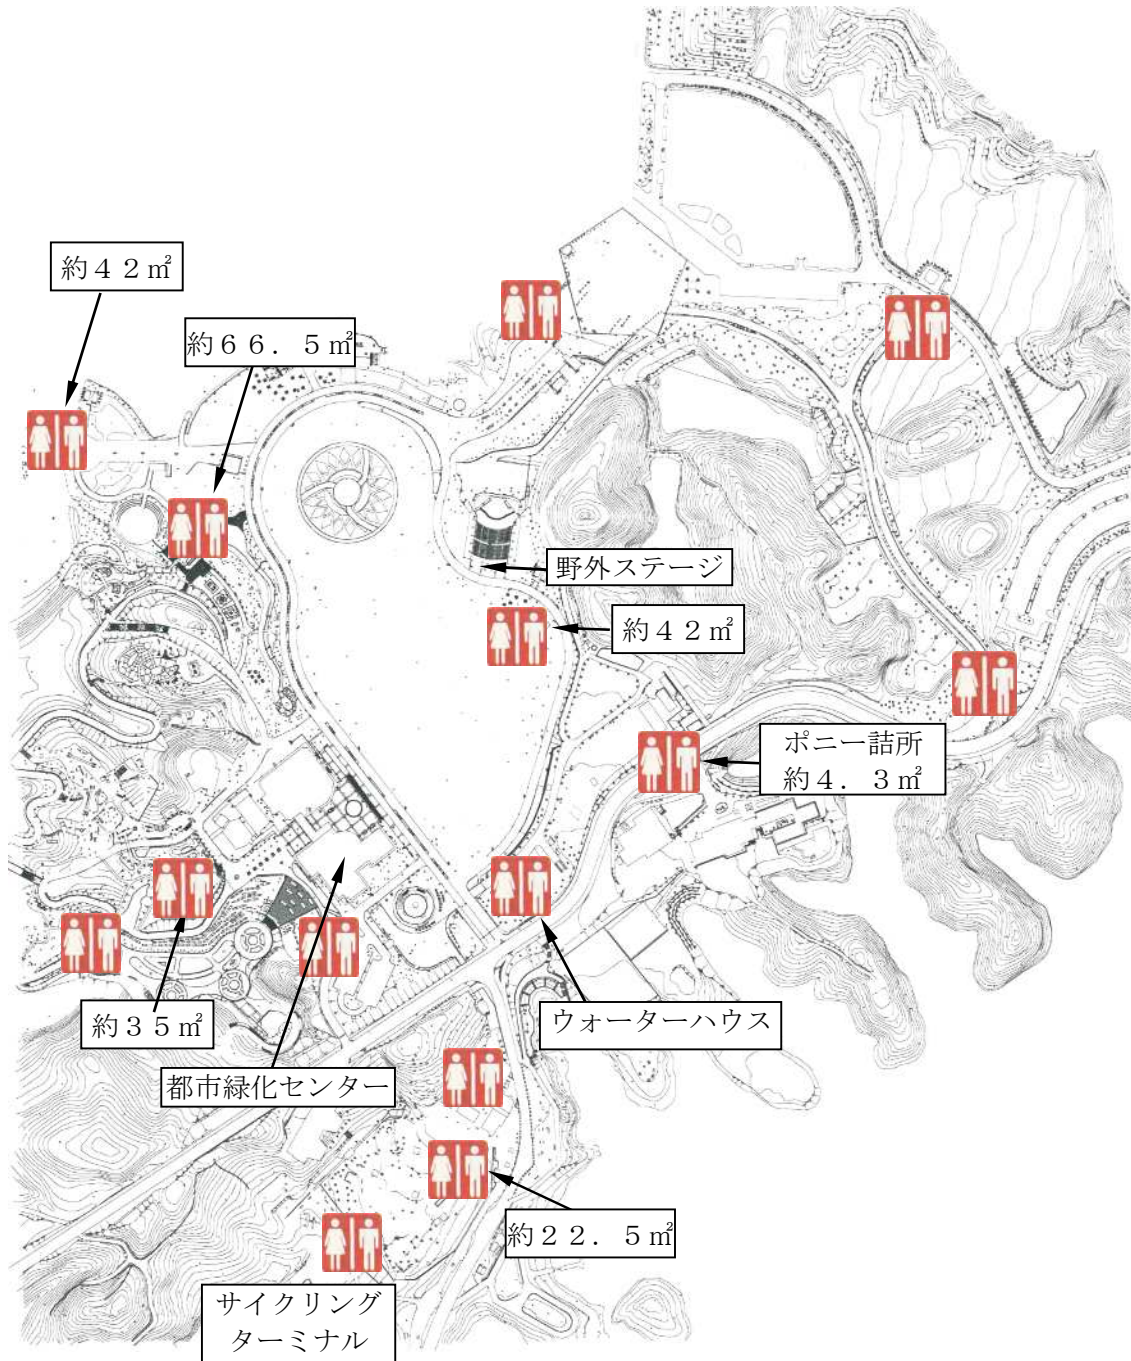 約４２㎡
約６６．５㎡
野外ステージ
約４２㎡
ポニー詰所
約４．３㎡
ウォーターハウス
約３５㎡
都市緑化センター
約２２．５㎡
サイクリング
ターミナル